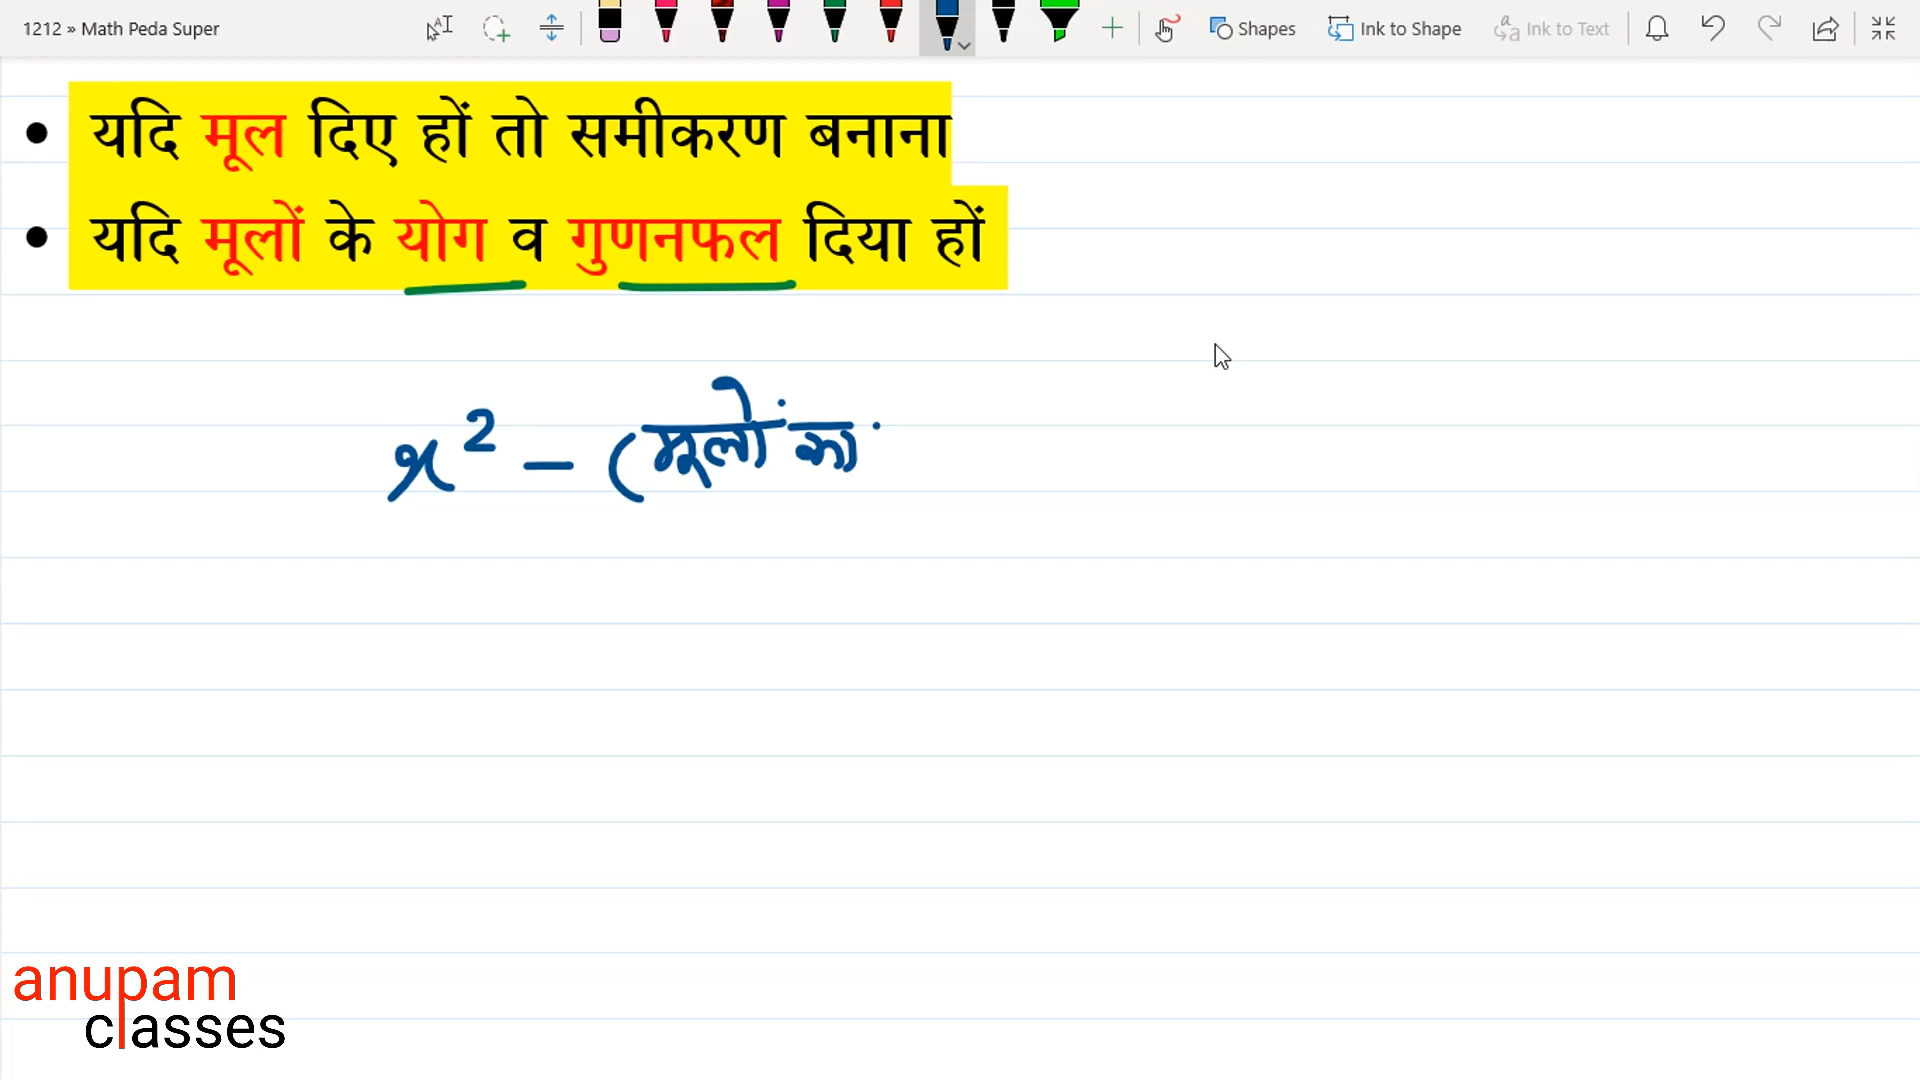 1212 » Math Peda Super
Shapes
Ink to Shape
Ink to Text
• यदि मूल दिए हों तो समीकरण बनाना
• यदि मूलों के योग व गुणनफल दिया हों
x² – (मूलों का
anupam
classes